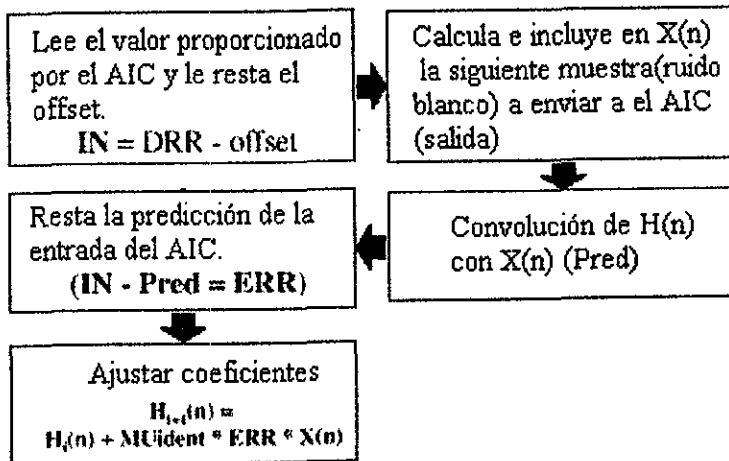 Lee el valor proporcionado
por el AIC y le resta el
offset.
IN = DRR - offset
Calcula e incluye en X(n)
la siguiente muestra(ruido
blanco) a enviar a el AIC
(salida)
Convolución de H(n)
con X(n) (Pred)
Resta la predicción de la
entrada del AIC.
(IN - Pred = ERR)
Ajustar coeficientes
Hᵢ₊₁(n) =
Hᵢ(n) + MUident * ERR * X(n)